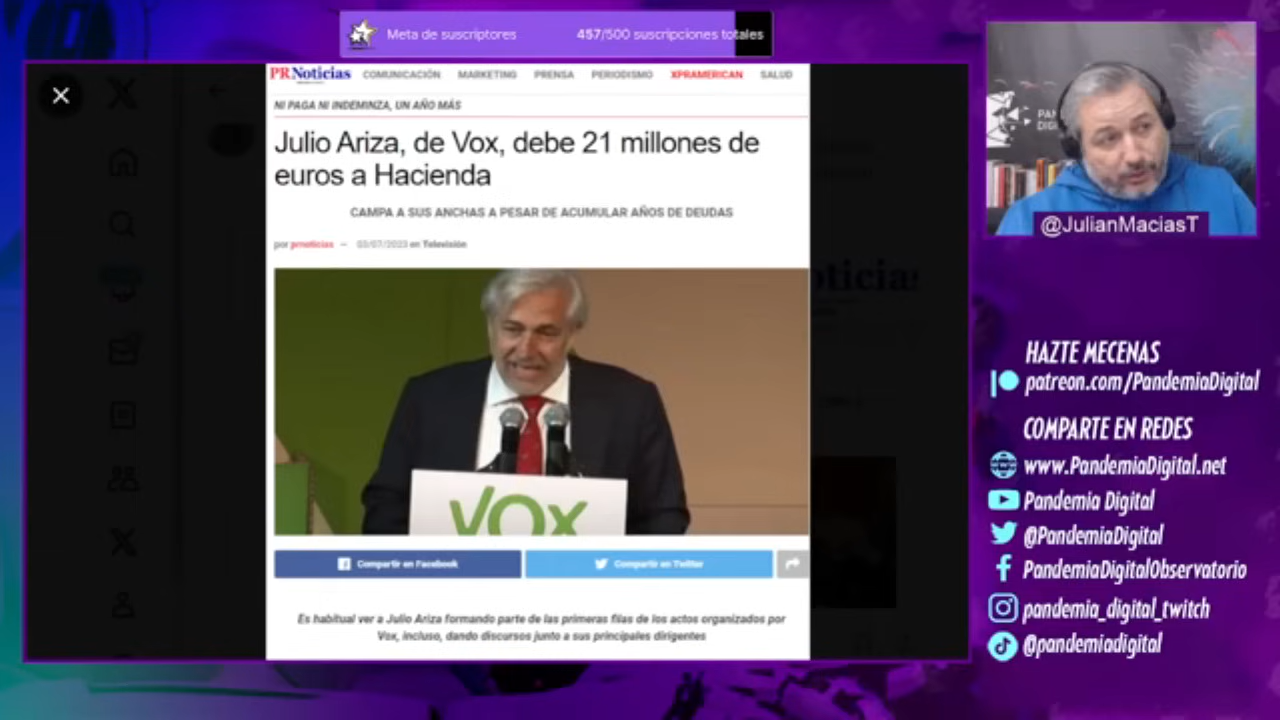 Meta de suscriptores 457/500 suscripciones totales
PRNoticias COMUNICACIÓN MARKETING PRENSA PERIODISMO XPRAMERICAN SALUD
NI PAGA NI INDEMINZA, UN AÑO MÁS
Julio Ariza, de Vox, debe 21 millones de
euros a Hacienda
CAMPA A SUS ANCHAS A PESAR DE ACUMULAR AÑOS DE DEUDAS
por prnoticias — 03/07/2023 en Televisión
VOX
Compartir en Facebook Compartir en Twitter
Es habitual ver a Julio Ariza formando parte de las primeras filas de los actos organizados por
Vox, incluso, dando discursos junto a sus principales dirigentes
@JulianMaciasT
HAZTE MECENAS
patreon.com/PandemiaDigital
COMPARTE EN REDES
www.PandemiaDigital.net
Pandemia Digital
@PandemiaDigital
PandemiaDigitalObservatorio
pandemia_digital_twitch
@pandemiadigital